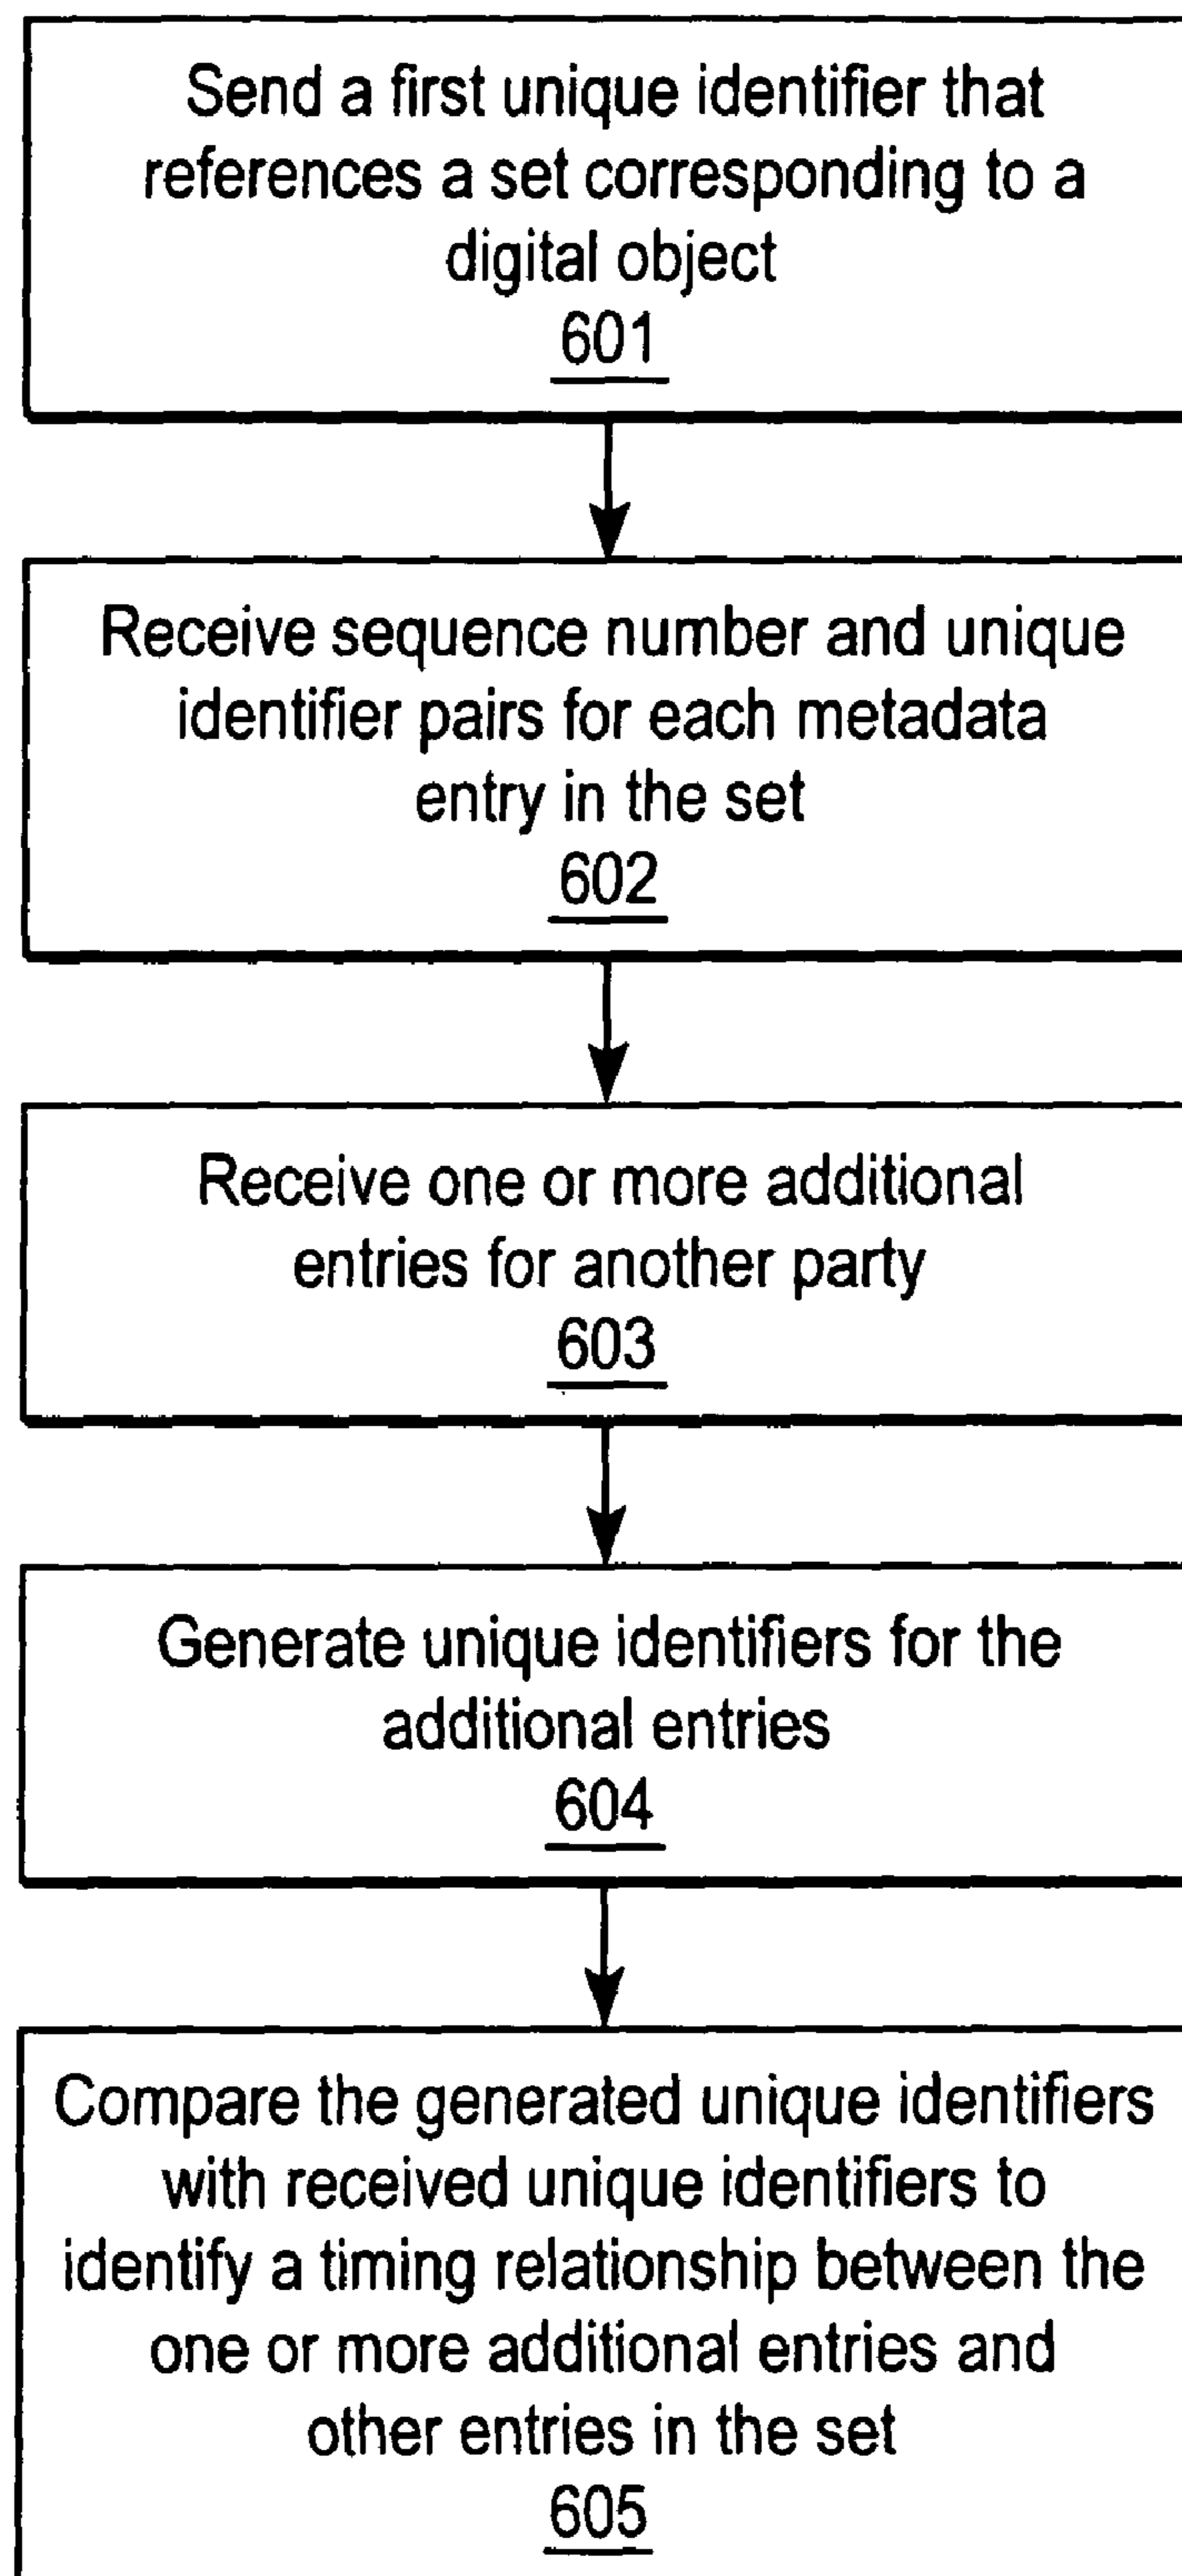 Send a first unique identifier that
references a set corresponding to a
digital object
601
Receive sequence number and unique
identifier pairs for each metadata
entry in the set
602
Receive one or more additional
entries for another party
603
Generate unique identifiers for the
additional entries
604
Compare the generated unique identifiers
with received unique identifiers to
identify a timing relationship between the
one or more additional entries and
other entries in the set
605